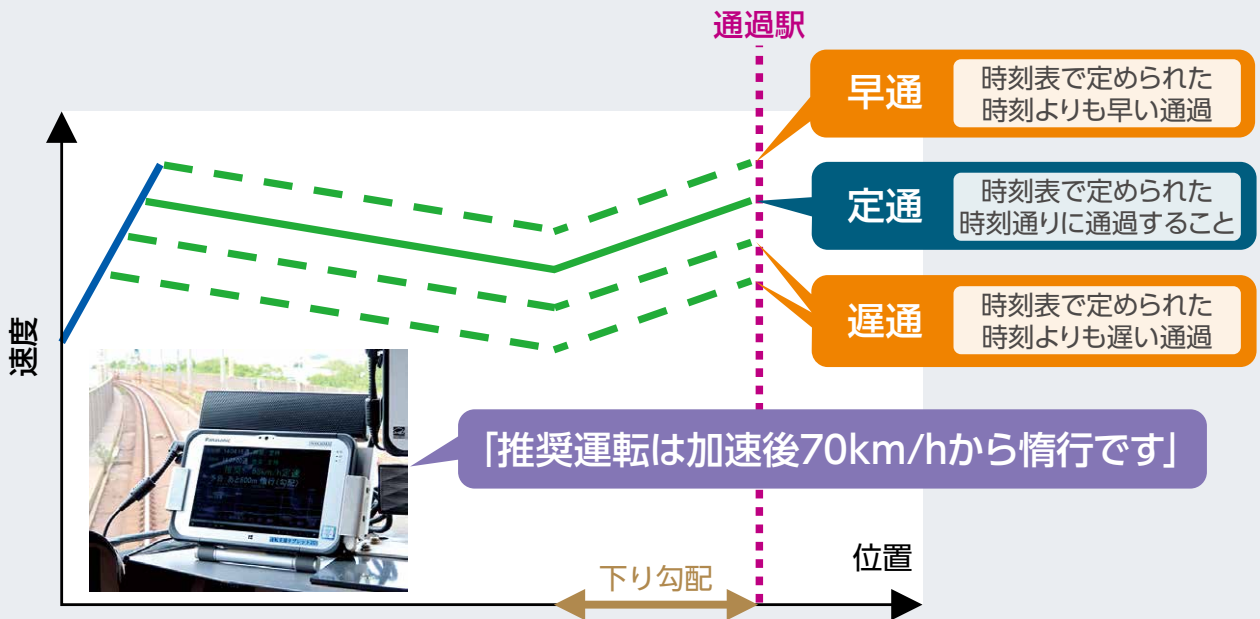 通過駅
早通
時刻表で定められた
時刻よりも早い通過
定通
時刻表で定められた
時刻通りに通過すること
遅通
時刻表で定められた
時刻よりも遅い通過
速度
Panasonic
「推奨運転は加速後70km/hから惰行です」
位置
下り勾配